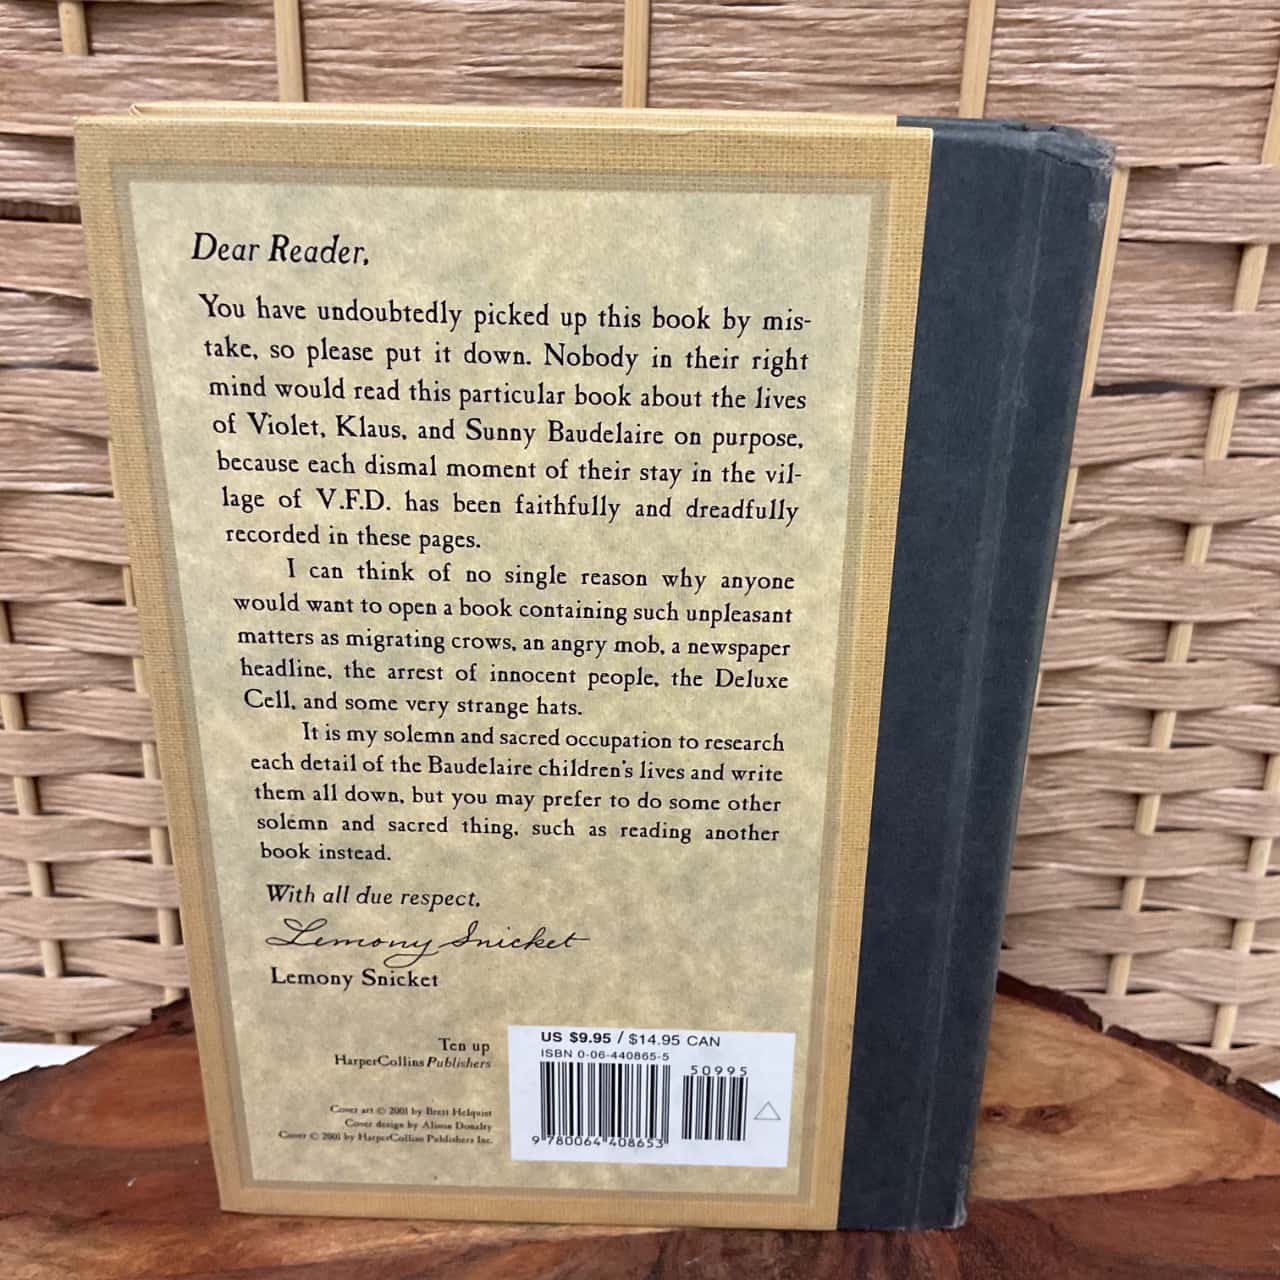 Dear Reader,
You have undoubtedly picked up this book by mis-
take, so please put it down. Nobody in their right
mind would read this particular book about the lives
of Violet, Klaus, and Sunny Baudelaire on purpose,
because each dismal moment of their stay in the vil-
lage of V.F.D. has been faithfully and dreadfully
recorded in these pages.
I can think of no single reason why anyone
would want to open a book containing such unpleasant
matters as migrating crows, an angry mob, a newspaper
headline, the arrest of innocent people, the Deluxe
Cell, and some very strange hats.
It is my solemn and sacred occupation to research
each detail of the Baudelaire children's lives and write
them all down, but you may prefer to do some other
solemn and sacred thing, such as reading another
book instead.
With all due respect,
Lemony Snicket
Lemony Snicket
Ten up
HarperCollinsPublishers
Cover art © 2001 by Brett Helquist
Cover design by Alison Donalty
Cover © 2001 by HarperCollins Publishers Inc.
US $9.95 / $14.95 CAN
ISBN 0-06-440865-5
50995
9 780064 408653